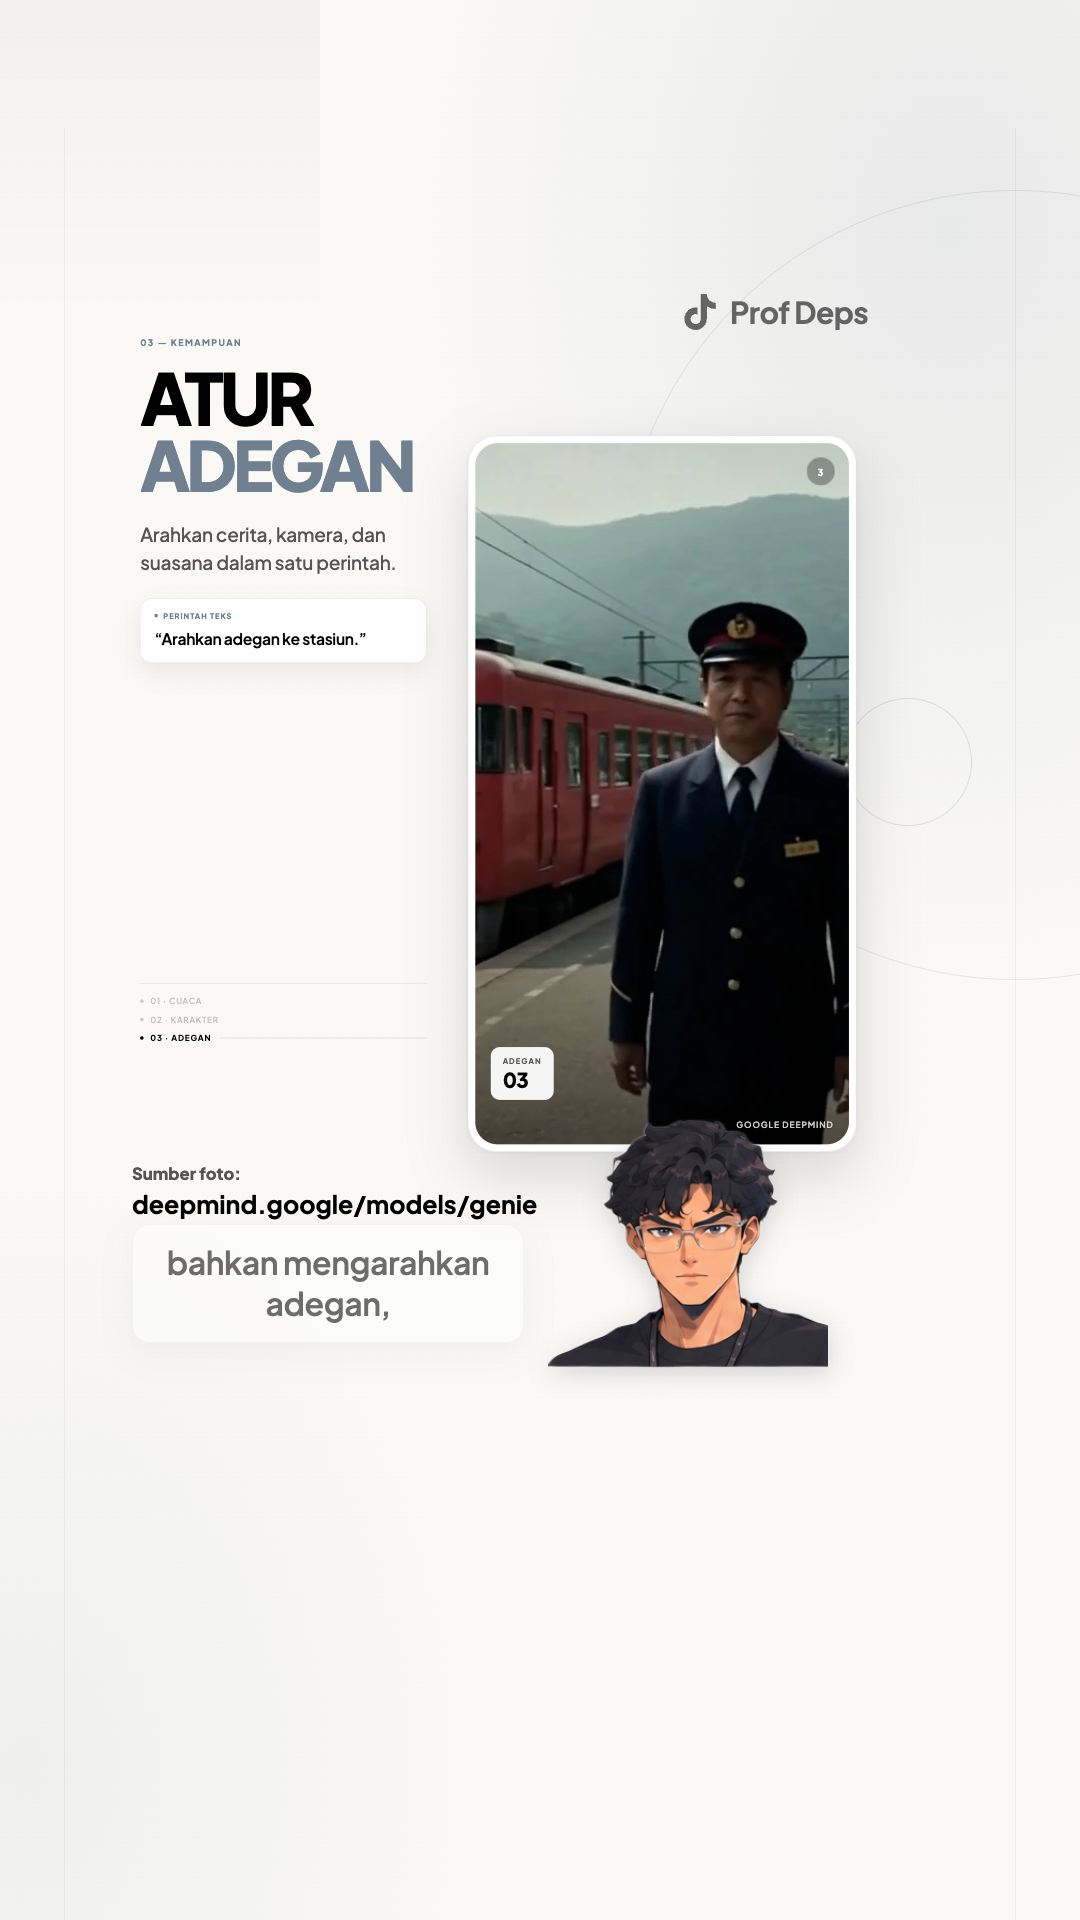 Prof Deps
03 — KEMAMPUAN
ATUR
ADEGAN
Arahkan cerita, kamera, dan
suasana dalam satu perintah.
PERINTAH TEKS
“Arahkan adegan ke stasiun.”
3
01 · CUACA
02 · KARAKTER
03 · ADEGAN
ADEGAN
03
GOOGLE DEEPMIND
Sumber foto:
deepmind.google/models/genie
bahkan mengarahkan
adegan,